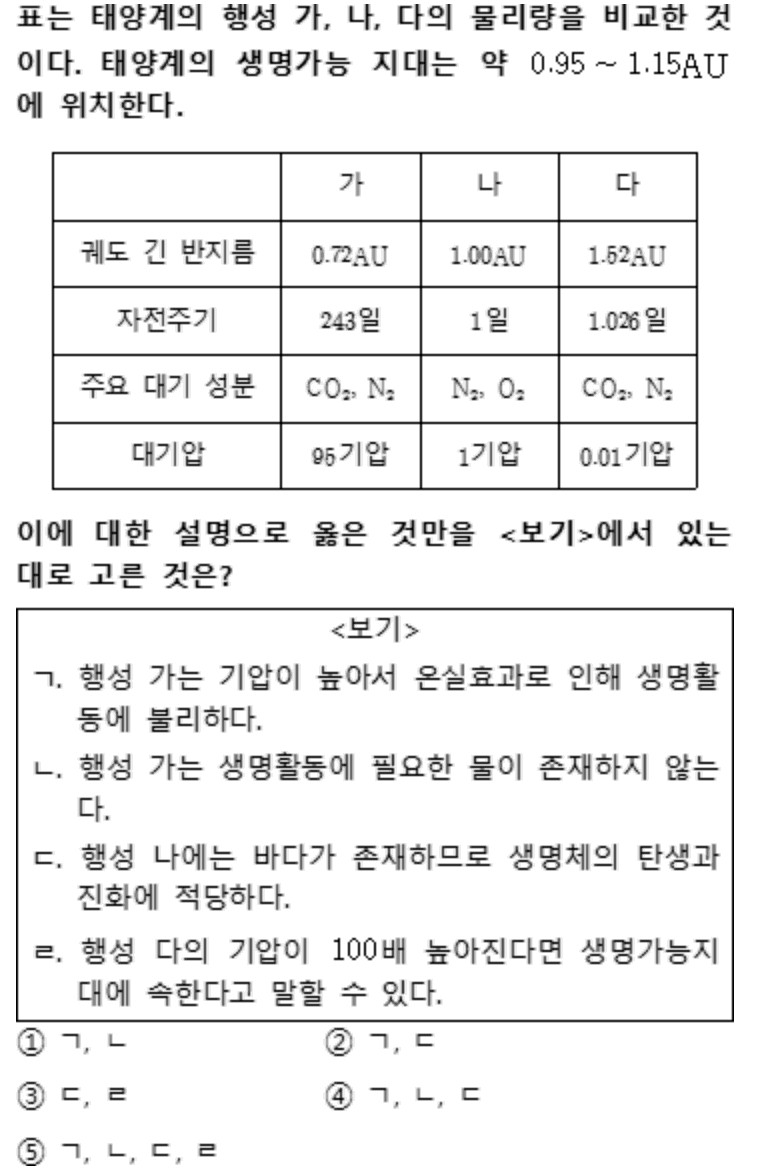 표는 태양계의 행성 가, 나, 다의 물리량을 비교한 것
이다. 태양계의 생명가능 지대는 약 0.95 ~ 1.15AU
에 위치한다.
가 나 다
궤도 긴 반지름 0.72AU 1.00AU 1.52AU
자전주기 243일 1일 1.026일
주요 대기 성분 CO₂, N₂ N₂, O₂ CO₂, N₂
대기압 95기압 1기압 0.01기압
이에 대한 설명으로 옳은 것만을 <보기>에서 있는
대로 고른 것은?
<보기>
ㄱ. 행성 가는 기압이 높아서 온실효과로 인해 생명활
동에 불리하다.
ㄴ. 행성 가는 생명활동에 필요한 물이 존재하지 않는
다.
ㄷ. 행성 나에는 바다가 존재하므로 생명체의 탄생과
진화에 적당하다.
ㄹ. 행성 다의 기압이 100배 높아진다면 생명가능지
대에 속한다고 말할 수 있다.
① ㄱ, ㄴ ② ㄱ, ㄷ
③ ㄷ, ㄹ ④ ㄱ, ㄴ, ㄷ
⑤ ㄱ, ㄴ, ㄷ, ㄹ